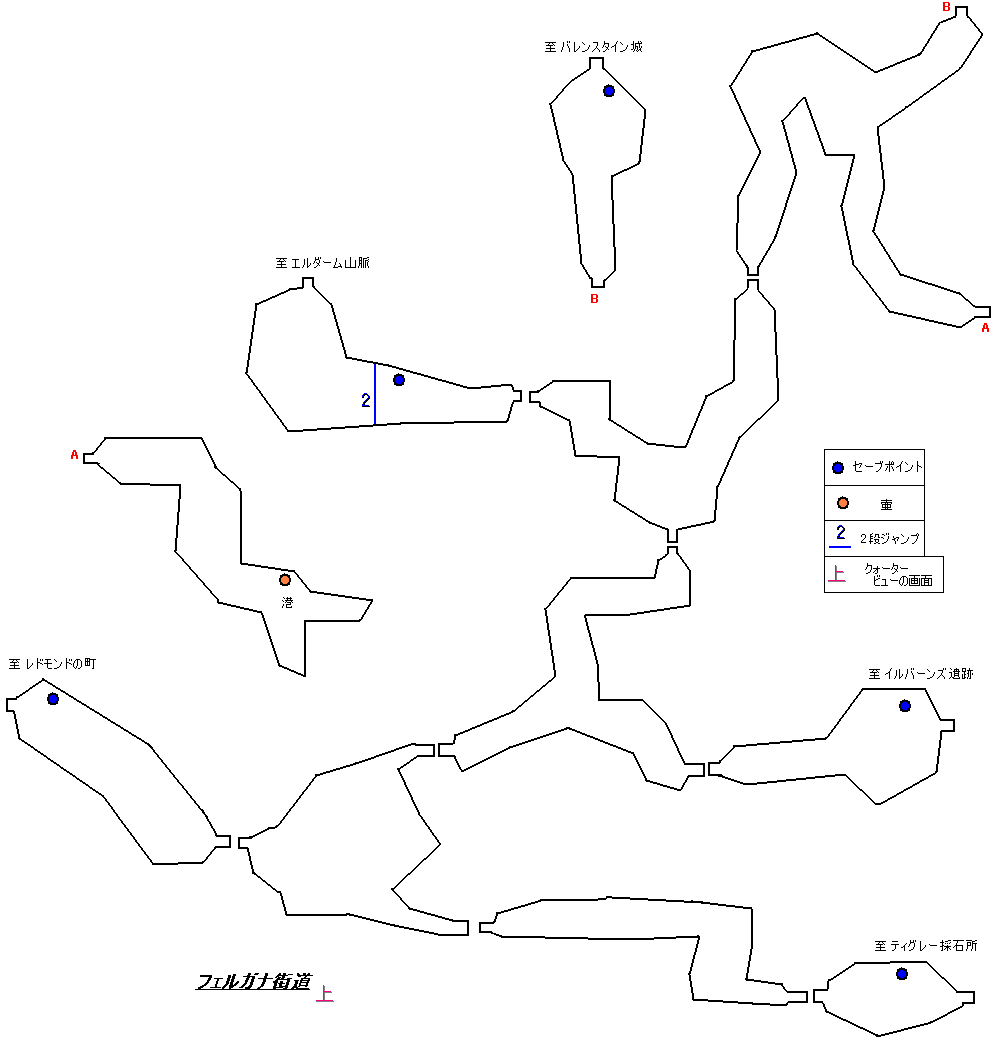 B
至 バレンスタイン城
至 エルダーム山脈
B
A
2
A
セーブポイント
壷
2
２段ジャンプ
上
クォーター
ビューの画面
港
至 レドモンドの町
至 イルバーンズ遺跡
至 ティグレー採石所
フェルガナ街道
上